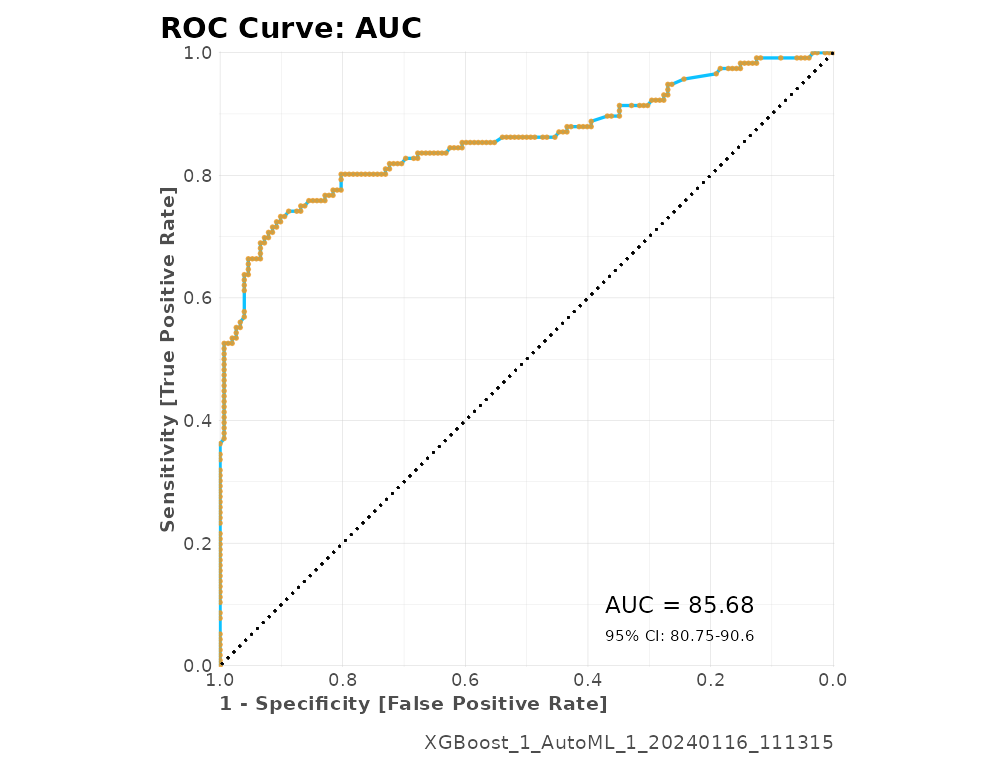 ROC Curve: AUC
1.0
0.8
0.6
0.4
0.2
0.0
Sensitivity [True Positive Rate]
AUC = 85.68
95% CI: 80.75-90.6
1.0 0.8 0.6 0.4 0.2 0.0
1 - Specificity [False Positive Rate]
XGBoost_1_AutoML_1_20240116_111315